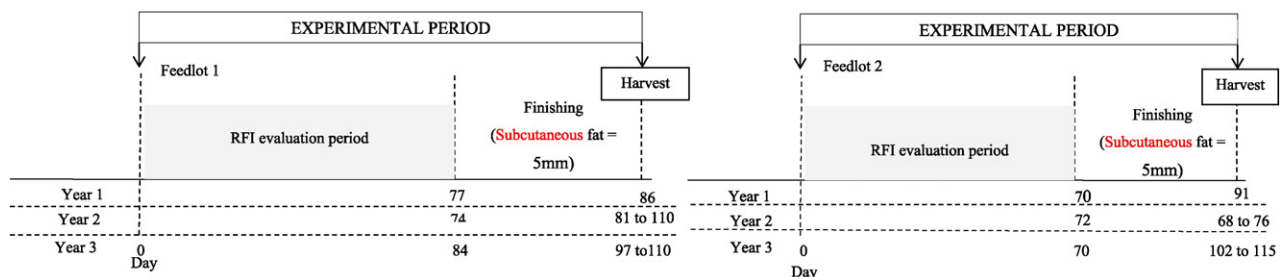 EXPERIMENTAL PERIOD
Feedlot 1
Harvest
Finishing
RFI evaluation period
(Subcutaneous fat =
5mm)
Year 1 77 86
Year 2 74 81 to 110
Year 3 0 84 97 to110
Day
EXPERIMENTAL PERIOD
Feedlot 2
Harvest
Finishing
RFI evaluation period
(Subcutaneous fat =
5mm)
Year 1 70 91
Year 2 72 68 to 76
Year 3 0 70 102 to 115
Day